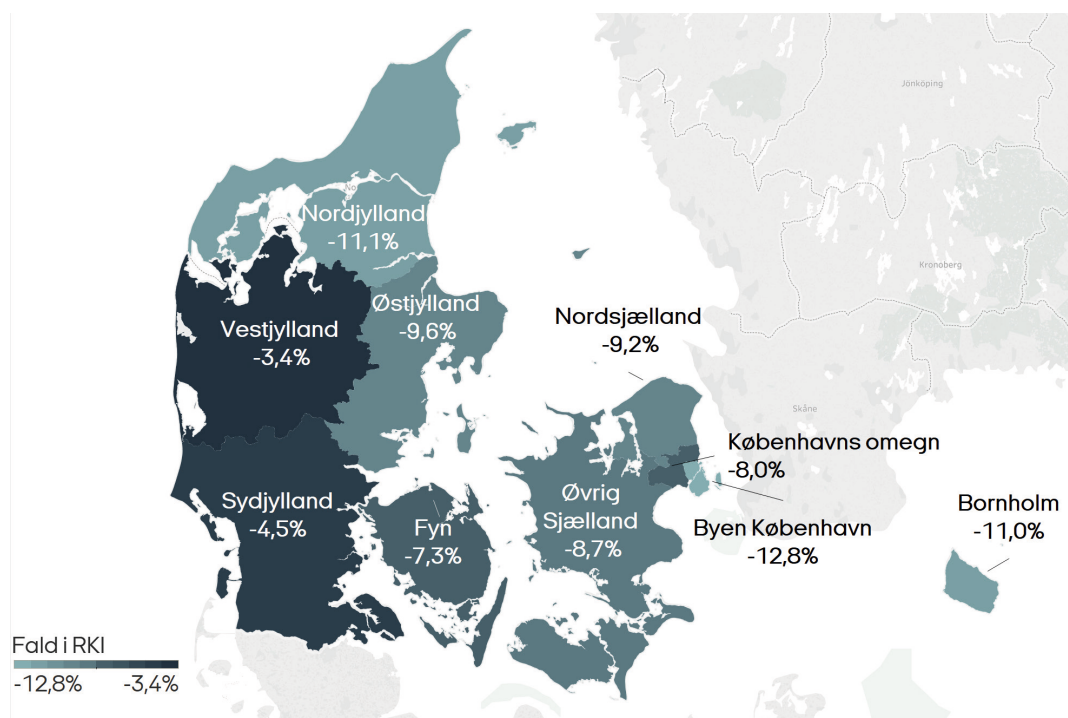 Jönköping
No
Nordjylland
-11,1%
Kronoberg
Østjylland
-9,6%
Nordsjælland
-9,2%
Vestjylland
-3,4%
Skåne
Københavns omegn
-8,0%
Sydjylland
-4,5%
Øvrig
Sjælland
-8,7%
Fyn
-7,3%
Byen København
-12,8%
Bornholm
-11,0%
Fald i RKI
-12,8%
-3,4%